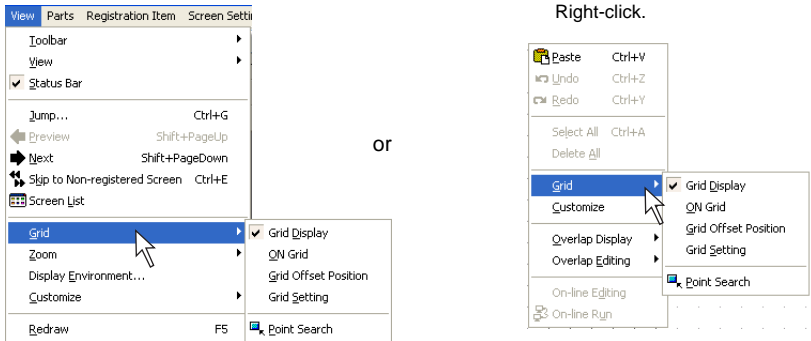 View Parts Registration Item Screen Setti
Toolbar
View
Status Bar
Jump... Ctrl+G
Preview Shift+PageUp
Next Shift+PageDown
Skip to Non-registered Screen Ctrl+E
Screen List
Grid
Zoom
Display Environment...
Customize
Redraw F5
Grid Display
ON Grid
Grid Offset Position
Grid Setting
Point Search
or
Right-click.
Paste Ctrl+V
Undo Ctrl+Z
Redo Ctrl+Y
Select All Ctrl+A
Delete All
Grid
Customize
Overlap Display
Overlap Editing
On-line Editing
On-line Run
Grid Display
ON Grid
Grid Offset Position
Grid Setting
Point Search